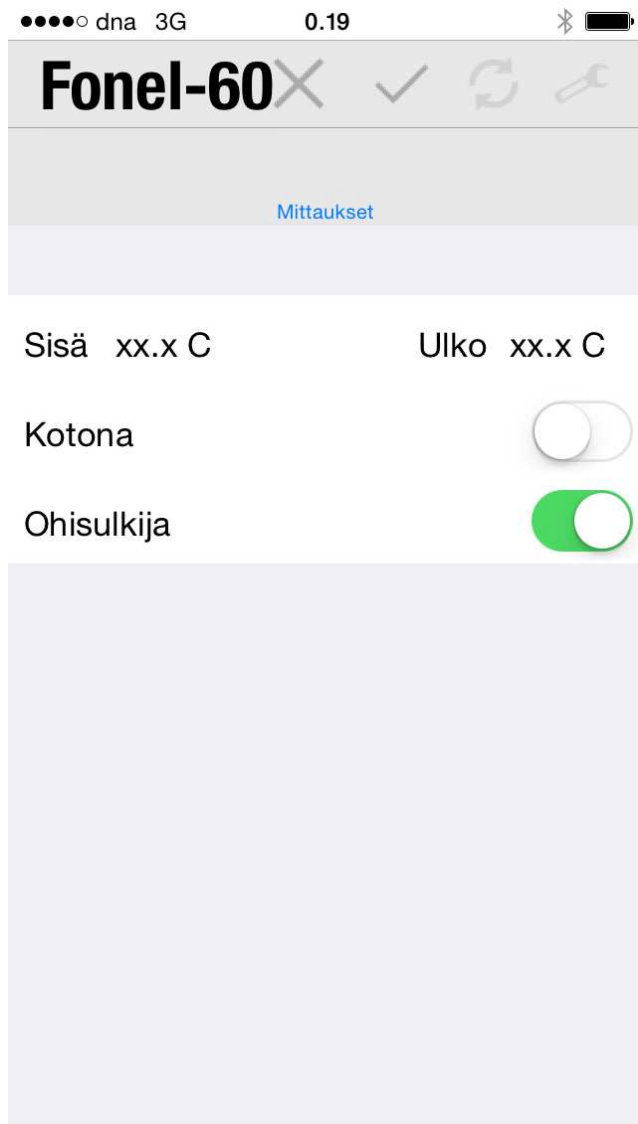 dna 3G 0.19
Fonel-60
Mittaukset
Sisä xx.x C Ulko xx.x C
Kotona
Ohisulkija